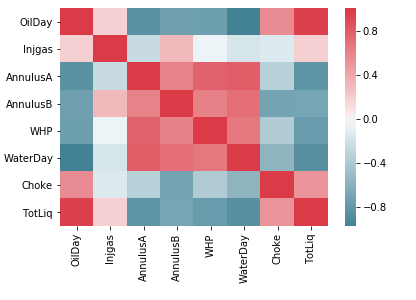 OilDay
Injgas
AnnulusA
AnnulusB
WHP
WaterDay
Choke
TotLiq
OilDay
Injgas
AnnulusA
AnnulusB
WHP
WaterDay
Choke
TotLiq
0.8
0.4
0.0
−0.4
−0.8